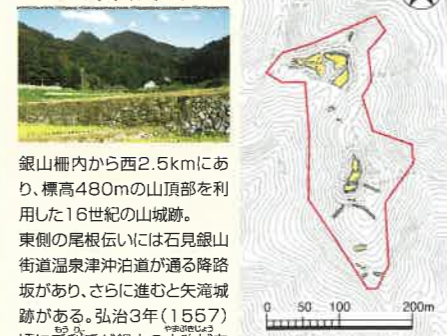 銀山柵内から西2.5kmにあ
り、標高480mの山頂部を利
用した16世紀の山城跡。
東側の尾根伝いには石見銀山
街道温泉津沖泊道が通る降路
坂があり、さらに進むと矢滝城
跡がある。弘治3年(1557)
0 50 100 200m